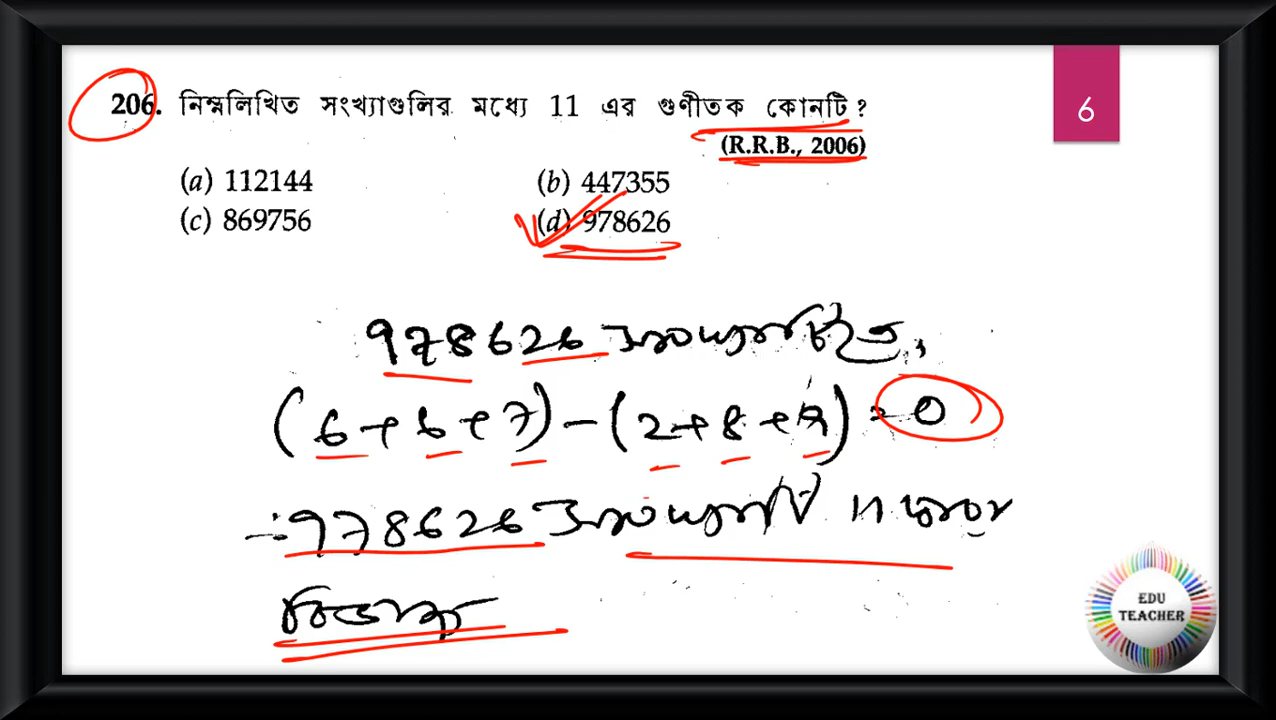 206. নিম্নলিখিত সংখ্যাগুলির মধ্যে 11 এর গুণীতক কোনটি ?
(R.R.B., 2006)
6
(a) 112144 (b) 447355
(c) 869756 (d) 978626
978626 সংখ্যাটিতে,
(6+6+7)-(2+8+9) = 0
∴ 978626 সংখ্যাটি 11 দ্বারা
বিভাজ্য
EDU
TEACHER